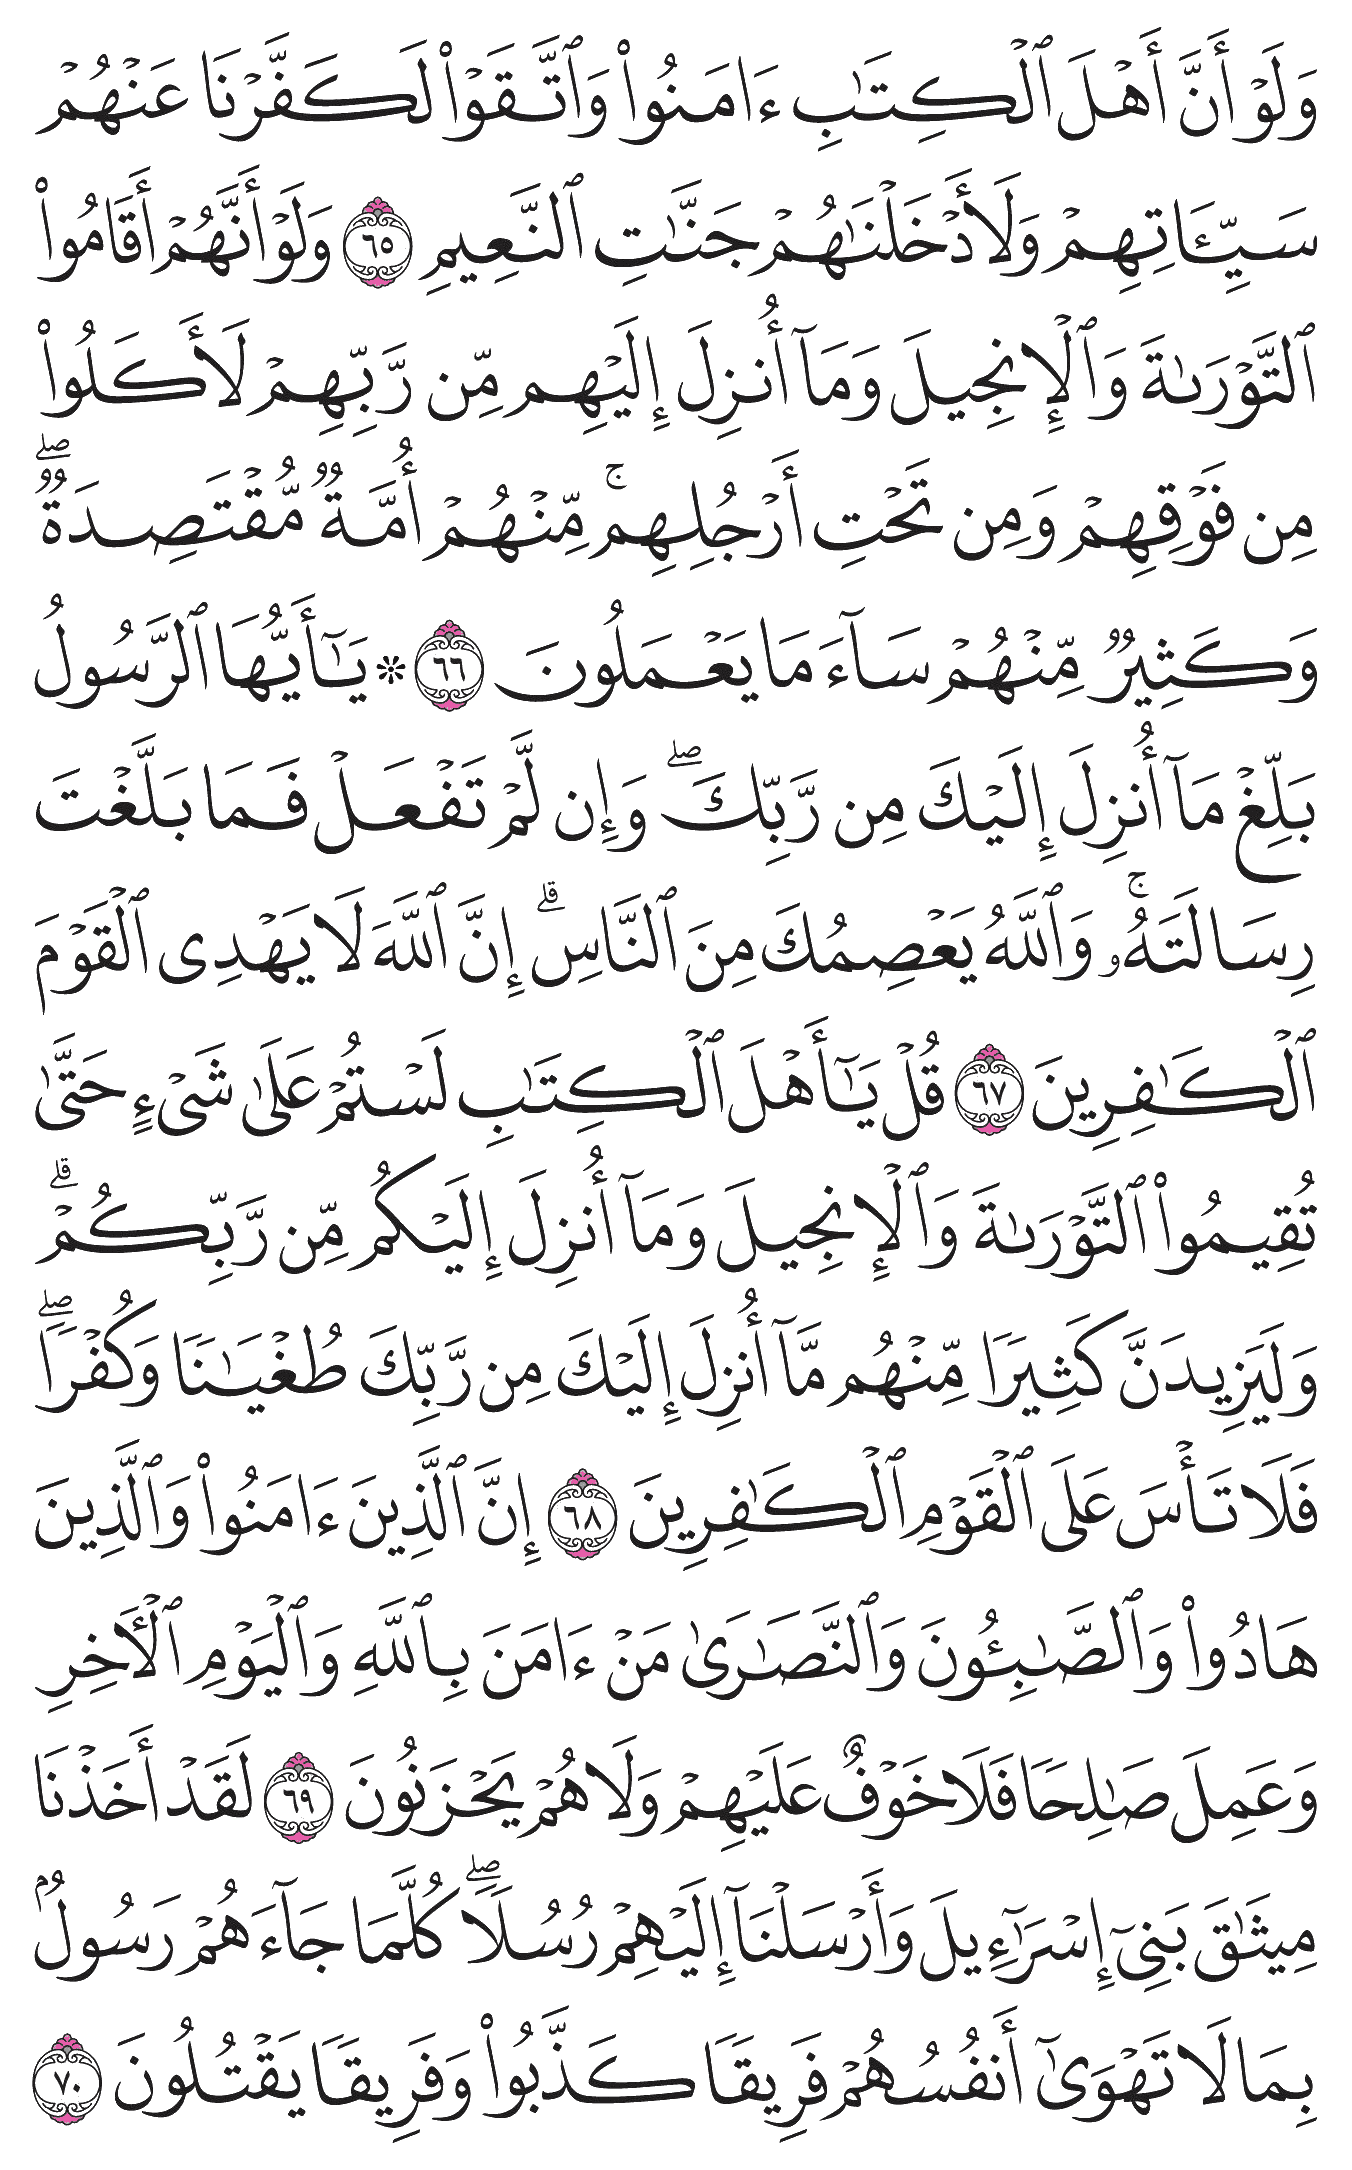 وَلَوۡ أَنَّ أَهۡلَ ٱلۡكِتَٰبِ ءَامَنُواْ وَٱتَّقَوۡاْ لَكَفَّرۡنَا عَنۡهُمۡ
سَيِّـَٔاتِهِمۡ وَلَأَدۡخَلۡنَٰهُمۡ جَنَّٰتِ ٱلنَّعِيمِ ٦٥ وَلَوۡ أَنَّهُمۡ أَقَامُواْ
ٱلتَّوۡرَىٰةَ وَٱلۡإِنجِيلَ وَمَآ أُنزِلَ إِلَيۡهِم مِّن رَّبِّهِمۡ لَأَكَلُواْ
مِن فَوۡقِهِمۡ وَمِن تَحۡتِ أَرۡجُلِهِمۚ مِّنۡهُمۡ أُمَّةٞ مُّقۡتَصِدَةٞۖ
وَكَثِيرٞ مِّنۡهُمۡ سَآءَ مَا يَعۡمَلُونَ ٦٦ ۞ يَٰٓأَيُّهَا ٱلرَّسُولُ
بَلِّغۡ مَآ أُنزِلَ إِلَيۡكَ مِن رَّبِّكَۖ وَإِن لَّمۡ تَفۡعَلۡ فَمَا بَلَّغۡتَ
رِسَالَتَهُۥۚ وَٱللَّهُ يَعۡصِمُكَ مِنَ ٱلنَّاسِۗ إِنَّ ٱللَّهَ لَا يَهۡدِي ٱلۡقَوۡمَ
ٱلۡكَٰفِرِينَ ٦٧ قُلۡ يَٰٓأَهۡلَ ٱلۡكِتَٰبِ لَسۡتُمۡ عَلَىٰ شَيۡءٍ حَتَّىٰ
تُقِيمُواْ ٱلتَّوۡرَىٰةَ وَٱلۡإِنجِيلَ وَمَآ أُنزِلَ إِلَيۡكُم مِّن رَّبِّكُمۡۗ
وَلَيَزِيدَنَّ كَثِيرٗا مِّنۡهُم مَّآ أُنزِلَ إِلَيۡكَ مِن رَّبِّكَ طُغۡيَٰنٗا وَكُفۡرٗاۖ
فَلَا تَأۡسَ عَلَى ٱلۡقَوۡمِ ٱلۡكَٰفِرِينَ ٦٨ إِنَّ ٱلَّذِينَ ءَامَنُواْ وَٱلَّذِينَ
هَادُواْ وَٱلصَّٰبِـُٔونَ وَٱلنَّصَٰرَىٰ مَنۡ ءَامَنَ بِٱللَّهِ وَٱلۡيَوۡمِ ٱلۡأٓخِرِ
وَعَمِلَ صَٰلِحٗا فَلَا خَوۡفٌ عَلَيۡهِمۡ وَلَا هُمۡ يَحۡزَنُونَ ٦٩ لَقَدۡ أَخَذۡنَا
مِيثَٰقَ بَنِيٓ إِسۡرَٰٓءِيلَ وَأَرۡسَلۡنَآ إِلَيۡهِمۡ رُسُلٗاۖ كُلَّمَا جَآءَهُمۡ رَسُولُۢ
بِمَا لَا تَهۡوَىٰٓ أَنفُسُهُمۡ فَرِيقٗا كَذَّبُواْ وَفَرِيقٗا يَقۡتُلُونَ ٧٠